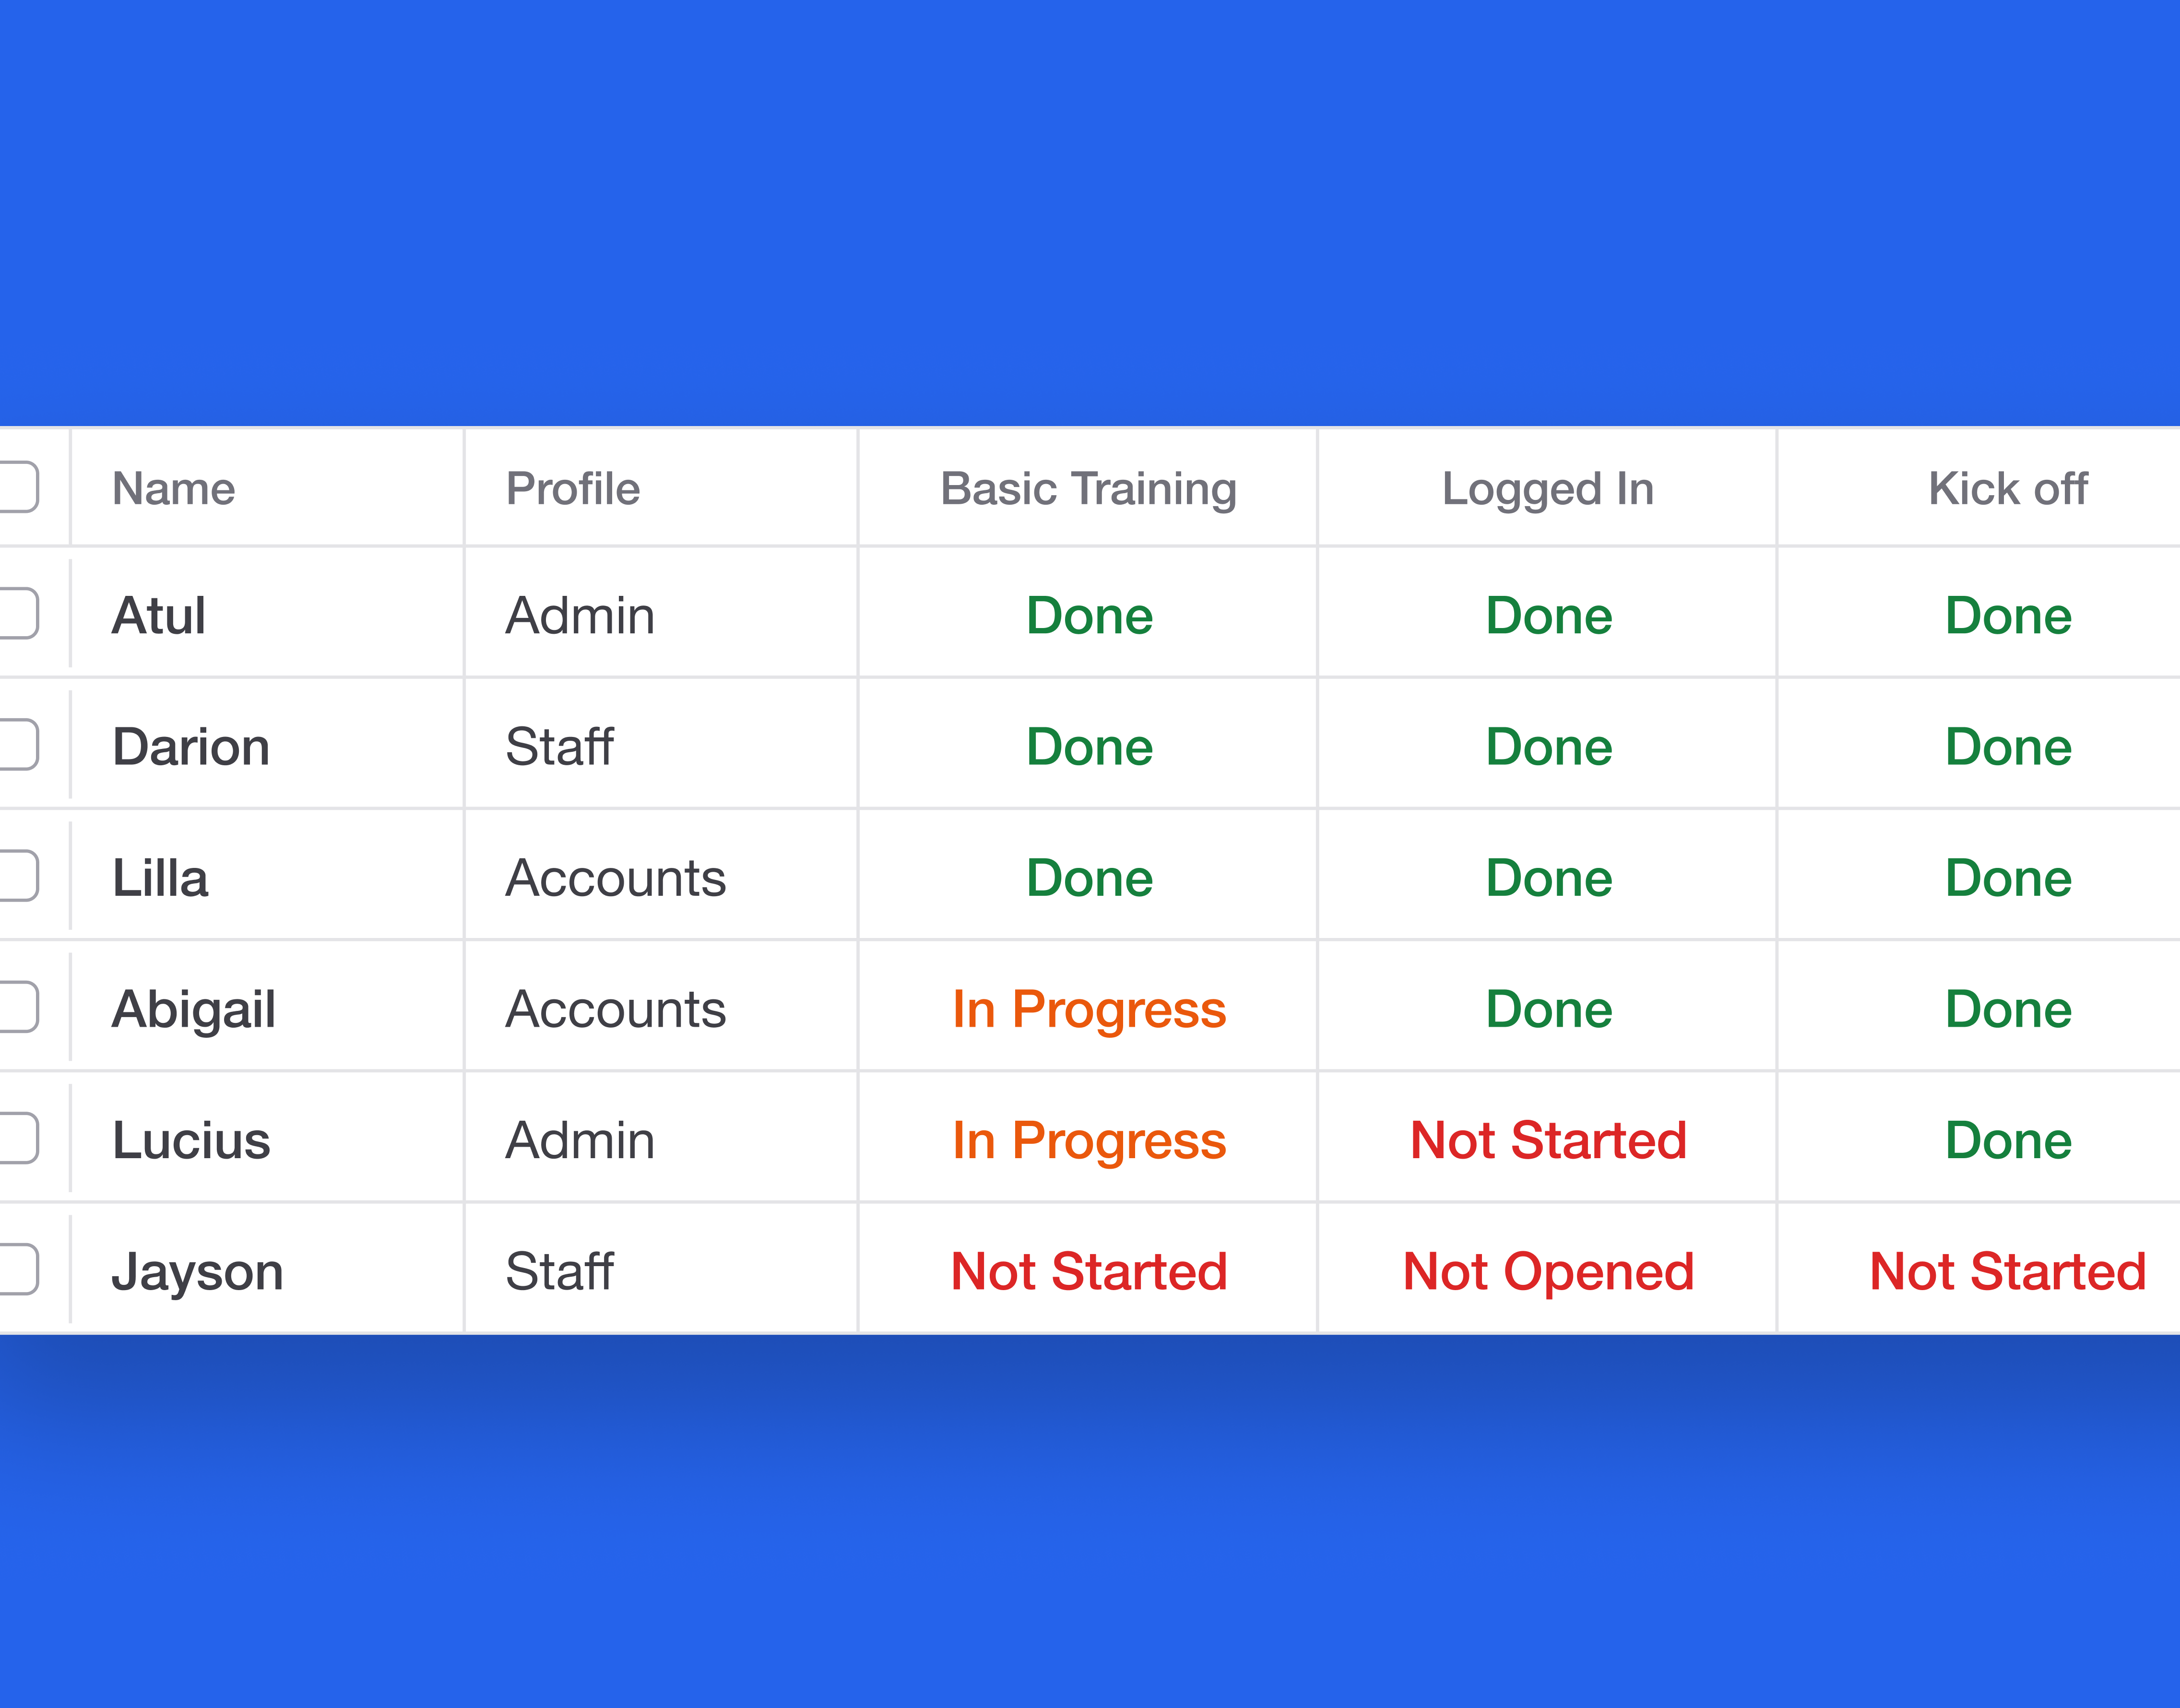 Name Profile Basic Training Logged In Kick off
Atul Admin Done Done Done
Darion Staff Done Done Done
Lilla Accounts Done Done Done
Abigail Accounts In Progress Done Done
Lucius Admin In Progress Not Started Done
Jayson Staff Not Started Not Opened Not Started